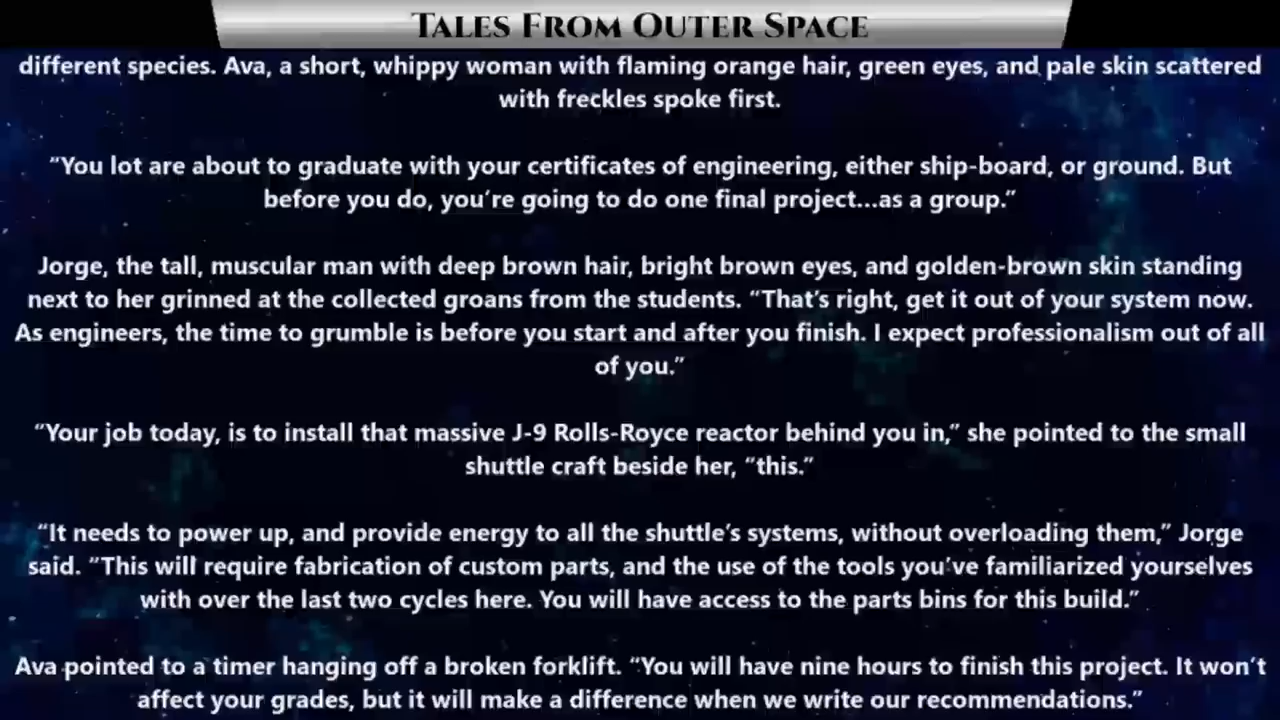 Tales From Outer Space
different species. Ava, a short, whippy woman with flaming orange hair, green eyes, and pale skin scattered
with freckles spoke first.
“You lot are about to graduate with your certificates of engineering, either ship-board, or ground. But
before you do, you’re going to do one final project...as a group.”
Jorge, the tall, muscular man with deep brown hair, bright brown eyes, and golden-brown skin standing
next to her grinned at the collected groans from the students. “That’s right, get it out of your system now.
As engineers, the time to grumble is before you start and after you finish. I expect professionalism out of all
of you.”
“Your job today, is to install that massive J-9 Rolls-Royce reactor behind you in,” she pointed to the small
shuttle craft beside her, “this.”
“It needs to power up, and provide energy to all the shuttle’s systems, without overloading them,” Jorge
said. “This will require fabrication of custom parts, and the use of the tools you’ve familiarized yourselves
with over the last two cycles here. You will have access to the parts bins for this build.”
Ava pointed to a timer hanging off a broken forklift. “You will have nine hours to finish this project. It won’t
affect your grades, but it will make a difference when we write our recommendations.”